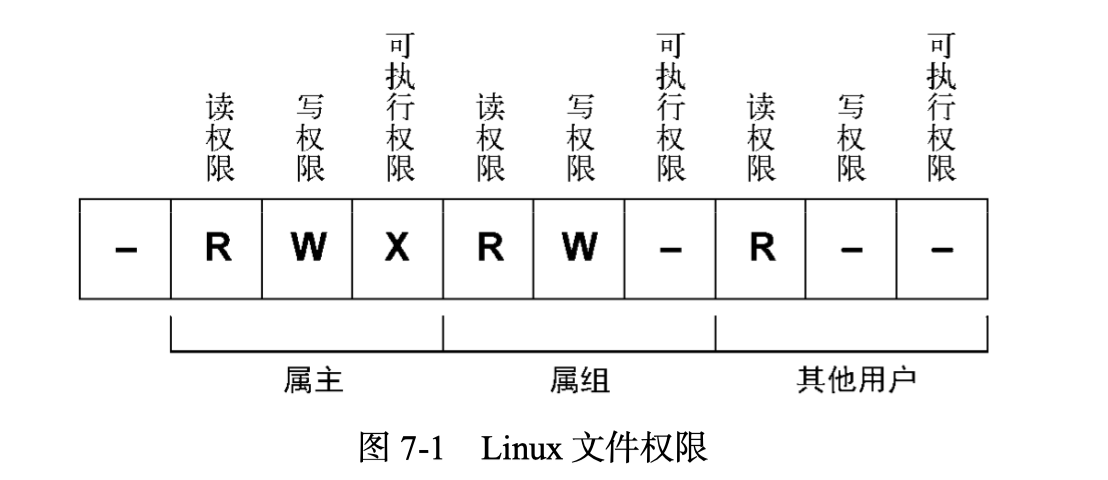 读权限 写权限 可执行权限 读权限 写权限 可执行权限 读权限 写权限 可执行权限
– R W X R W – R – –
属主 属组 其他用户
图 7-1 Linux 文件权限